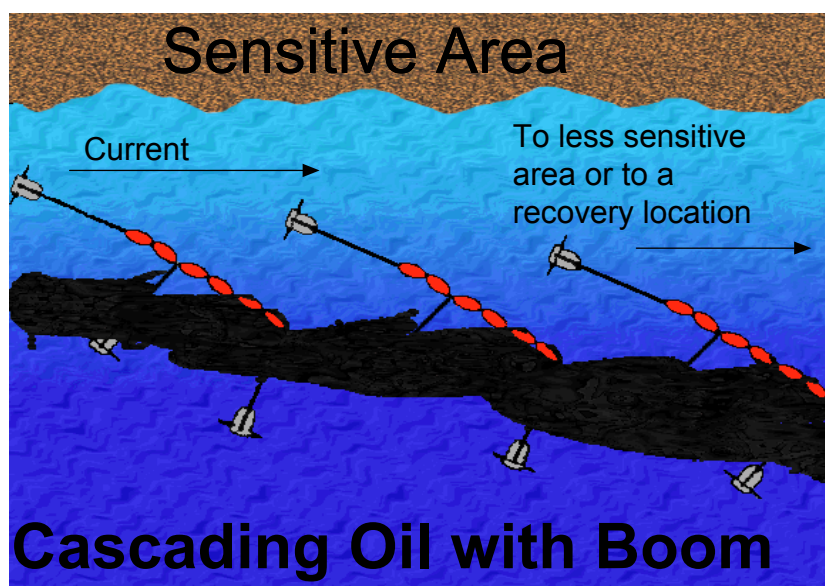 Sensitive Area
Current
To less sensitive
area or to a
recovery location
Cascading Oil with Boom